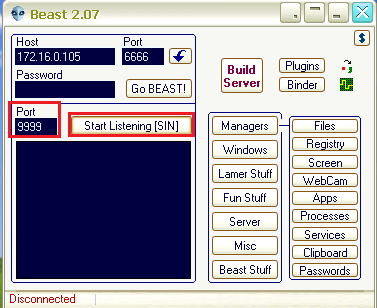 Beast 2.07
Host Port
172.16.0.105 6666
Password
Go BEAST!
Port
9999
Start Listening [SIN]
Build
Server
Plugins
Binder
$
Managers
Windows
Lamer Stuff
Fun Stuff
Server
Misc
Beast Stuff
Files
Registry
Screen
WebCam
Apps
Processes
Services
Clipboard
Passwords
Disconnected